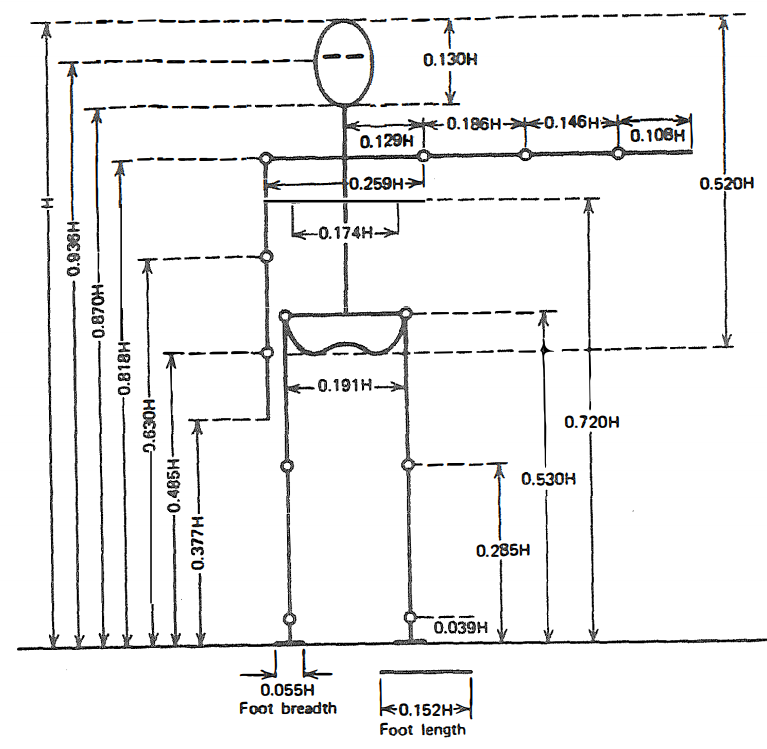 0.130H
0.186H
0.146H
0.108H
0.129H
0.520H
0.259H
H
0.936H
0.870H
0.818H
0.630H
0.485H
0.377H
0.174H
0.191H
0.720H
0.530H
0.285H
0.039H
0.055H
Foot breadth
0.152H
Foot length